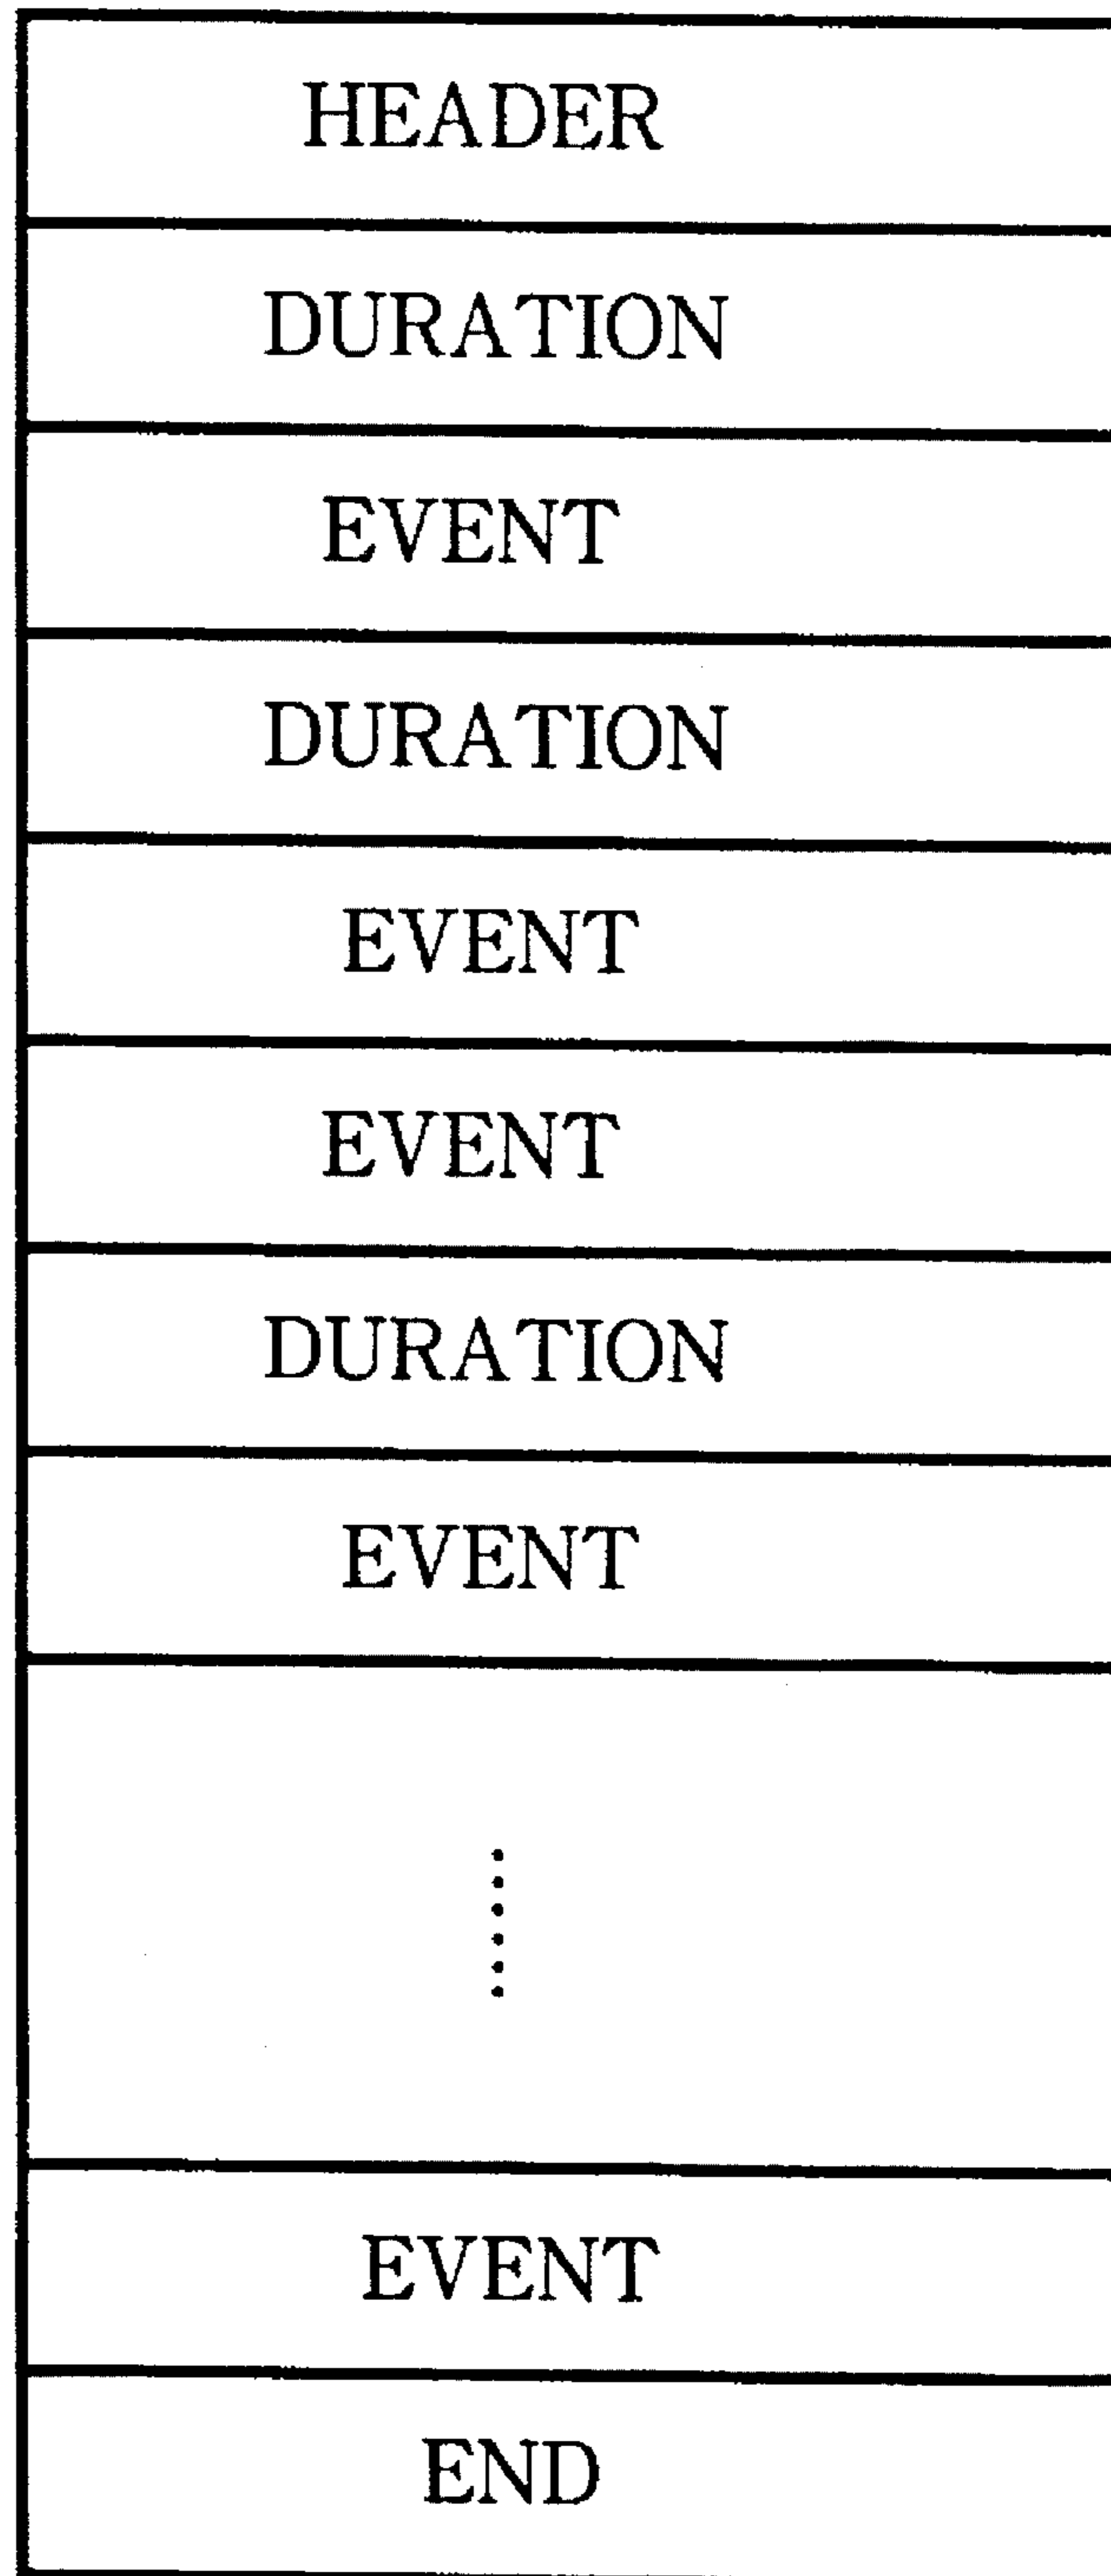 HEADER
DURATION
EVENT
DURATION
EVENT
EVENT
DURATION
EVENT
EVENT
END